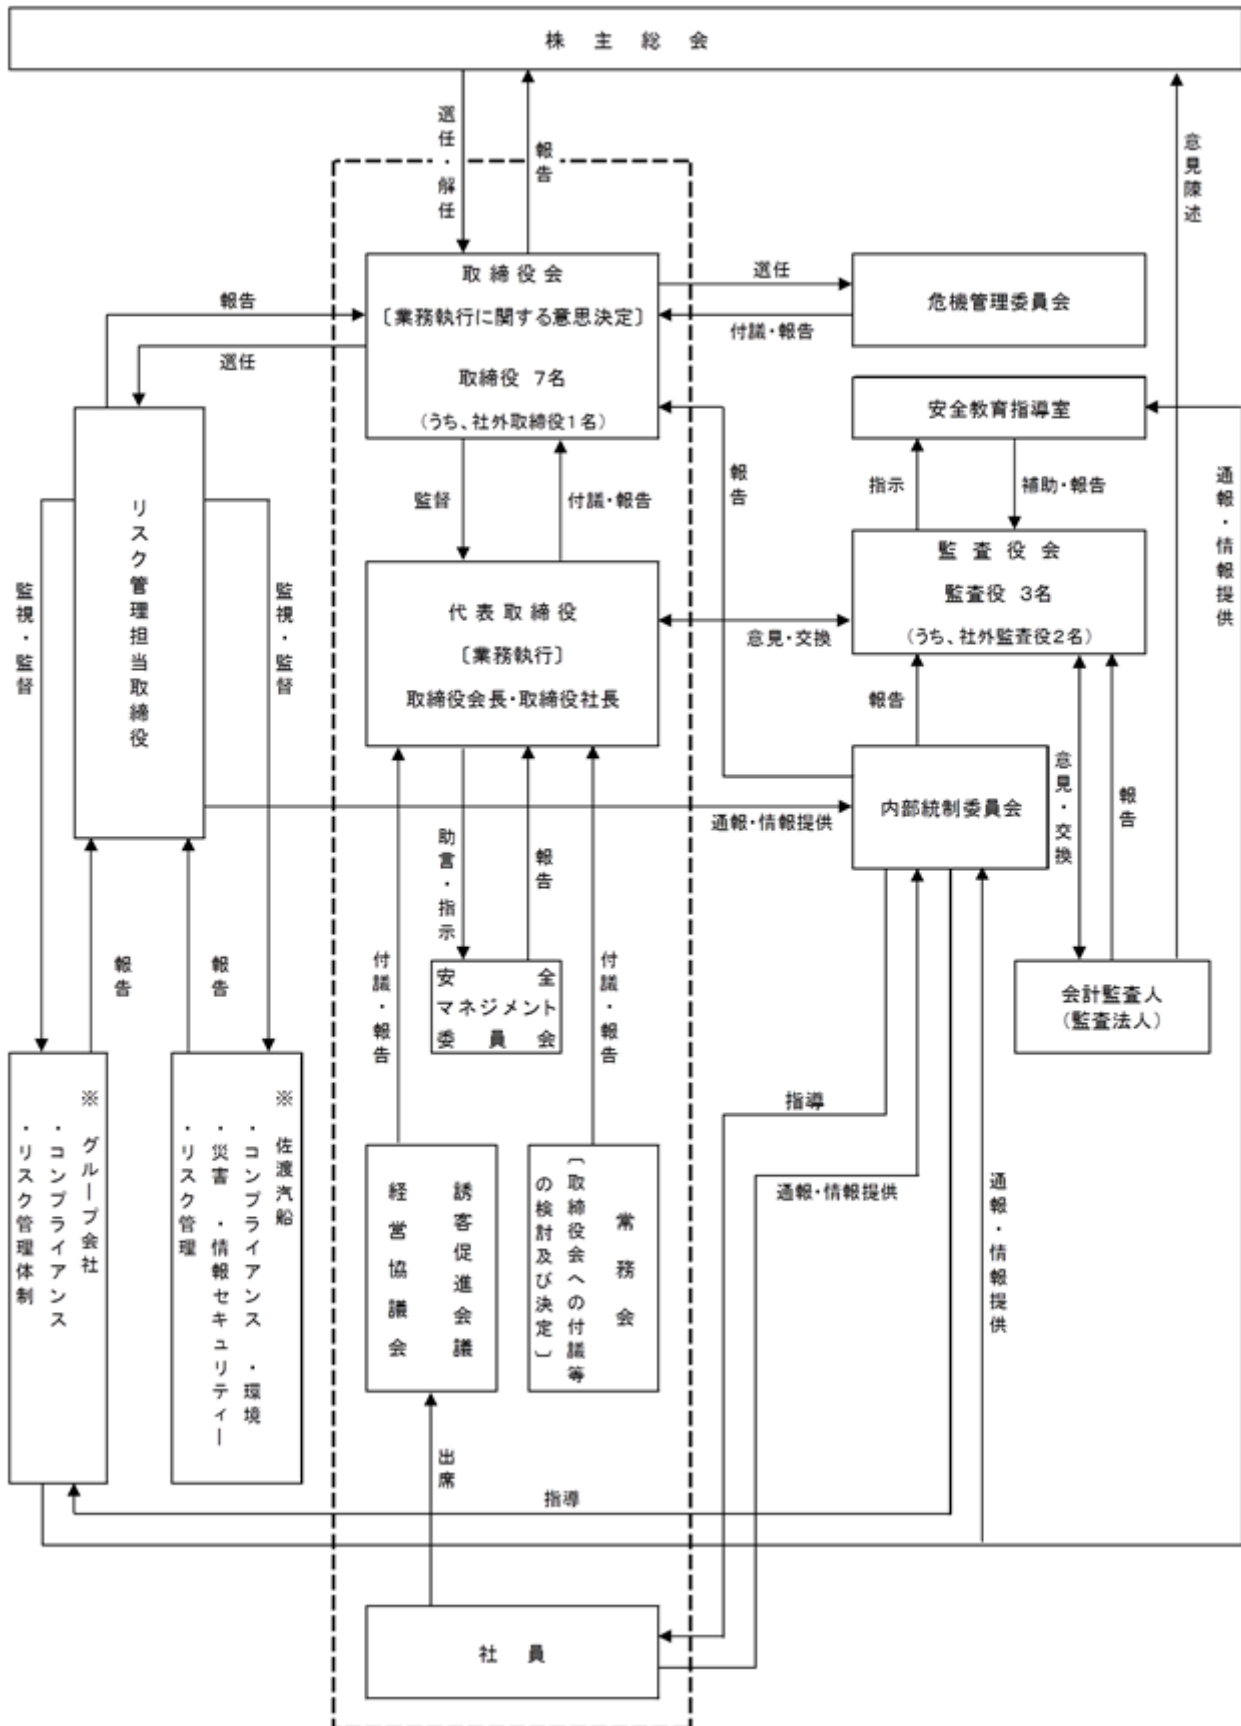 株主総会
選任・解任
報告
意見陳述
取締役会
〔業務執行に関する意思決定〕
取締役 7名
(うち、社外取締役1名)
選任
付議・報告
危機管理委員会
報告
選任
安全教育指導室
指示
補助・報告
通報・情報提供
報告
監督
付議・報告
リスク管理担当取締役
監視・監督
監視・監督
代表取締役
〔業務執行〕
取締役会長・取締役社長
意見・交換
監査役会
監査役 3名
(うち、社外監査役2名)
報告
内部統制委員会
通報・情報提供
意見・交換
報告
助言・指示
報告
付議・報告
付議・報告
安全
マネジメント
委員会
会計監査人
(監査法人)
報告
報告
※ グループ会社
・コンプライアンス
・リスク管理体制
※ 佐渡汽船
・コンプライアンス ・環境
・災害 ・情報セキュリティー
・リスク管理
誘客促進会議
経営協議会
常務会
〔取締役会への付議等
の検討及び決定〕
指導
通報・情報提供
通報・情報提供
出席
指導
社員